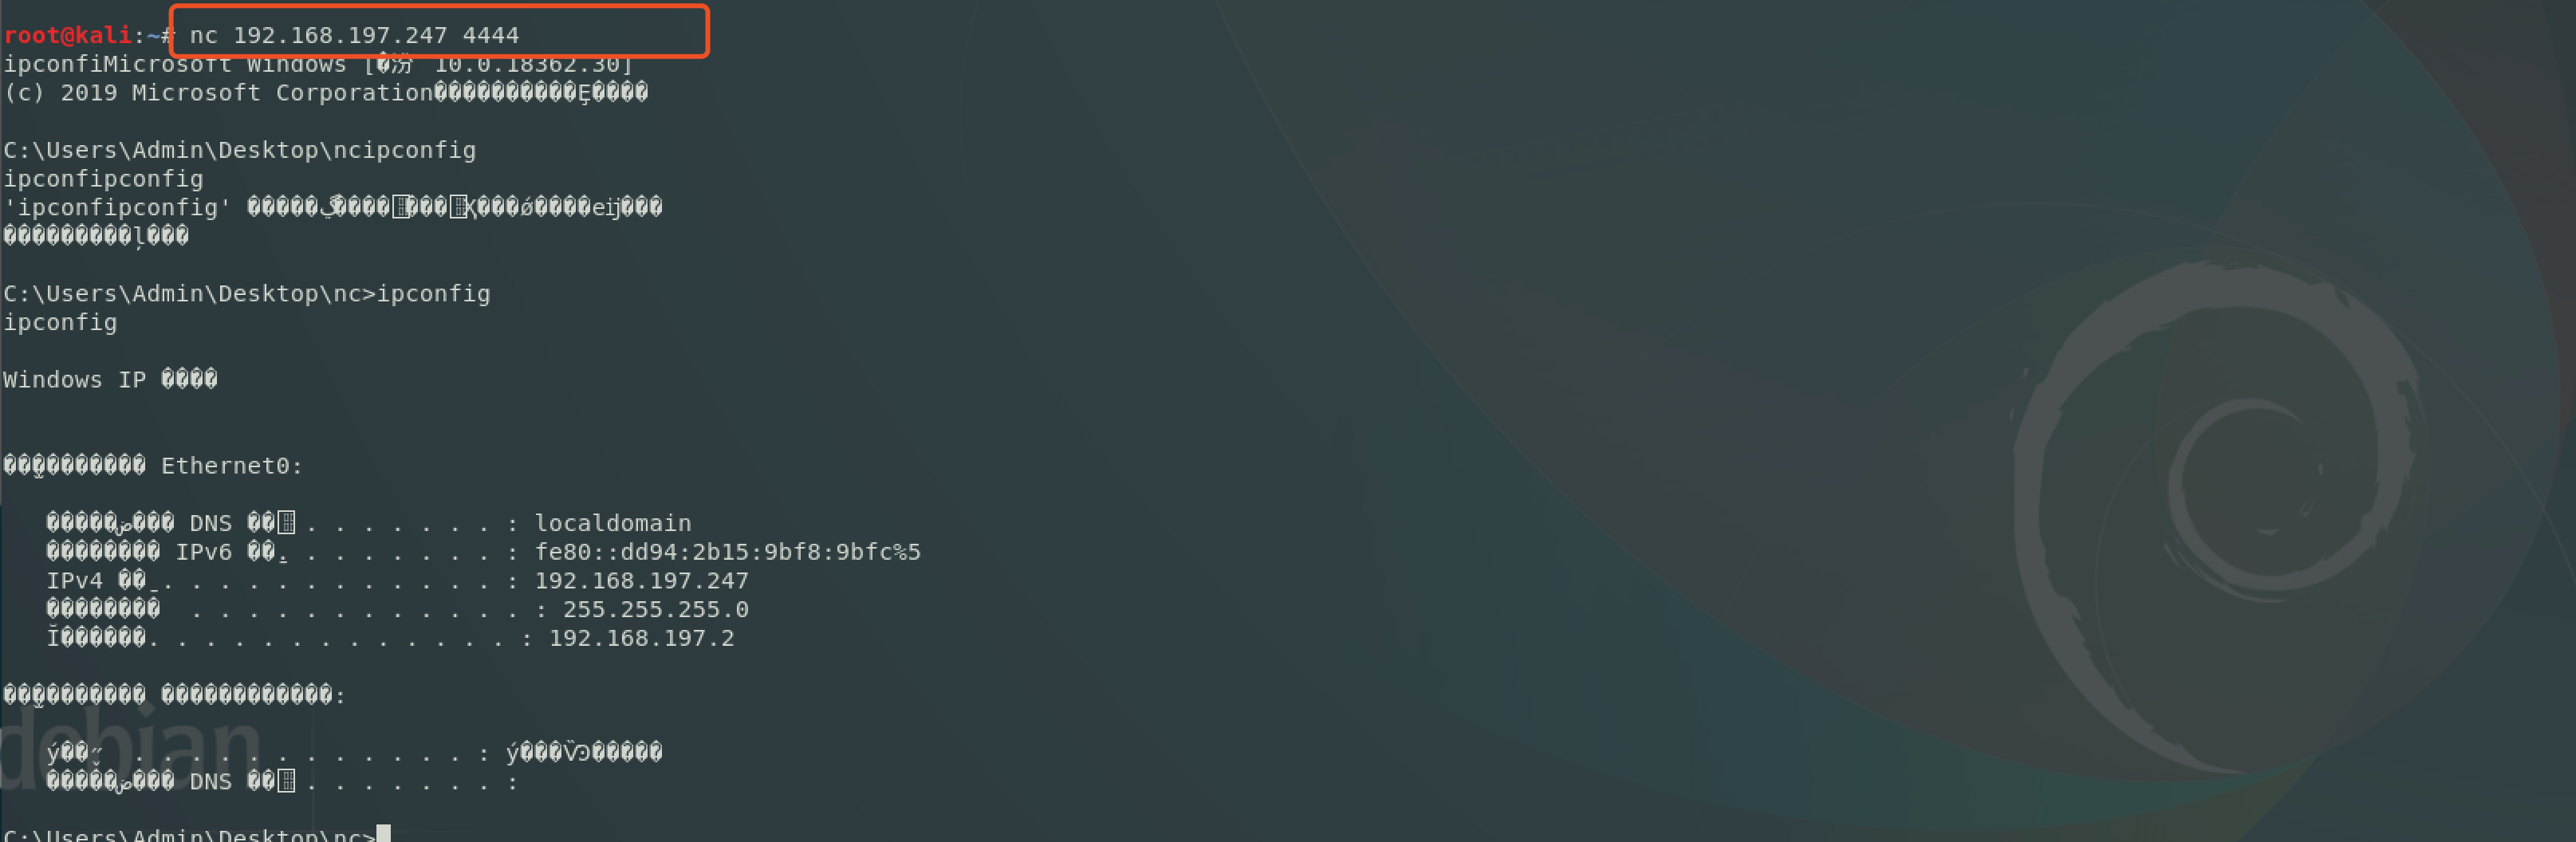 root@kali:~# nc 192.168.197.247 4444
ipconfiMicrosoft Windows [�汾 10.0.18362.30]
(c) 2019 Microsoft Corporation
C:\Users\Admin\Desktop\ncipconfig
ipconfipconfig
'ipconfipconfig'
C:\Users\Admin\Desktop\nc>ipconfig
ipconfig
Windows IP
Ethernet0:
DNS . . . . . . . : localdomain
IPv6 . . . . . . . . : fe80::dd94:2b15:9bf8:9bfc%5
IPv4 . . . . . . . . . . . . . : 192.168.197.247
. . . . . . . . . . . . . : 255.255.255.0
. . . . . . . . . . . . . . : 192.168.197.2
DNS . . . . . . . :
C:\Users\Admin\Desktop\nc>
debian